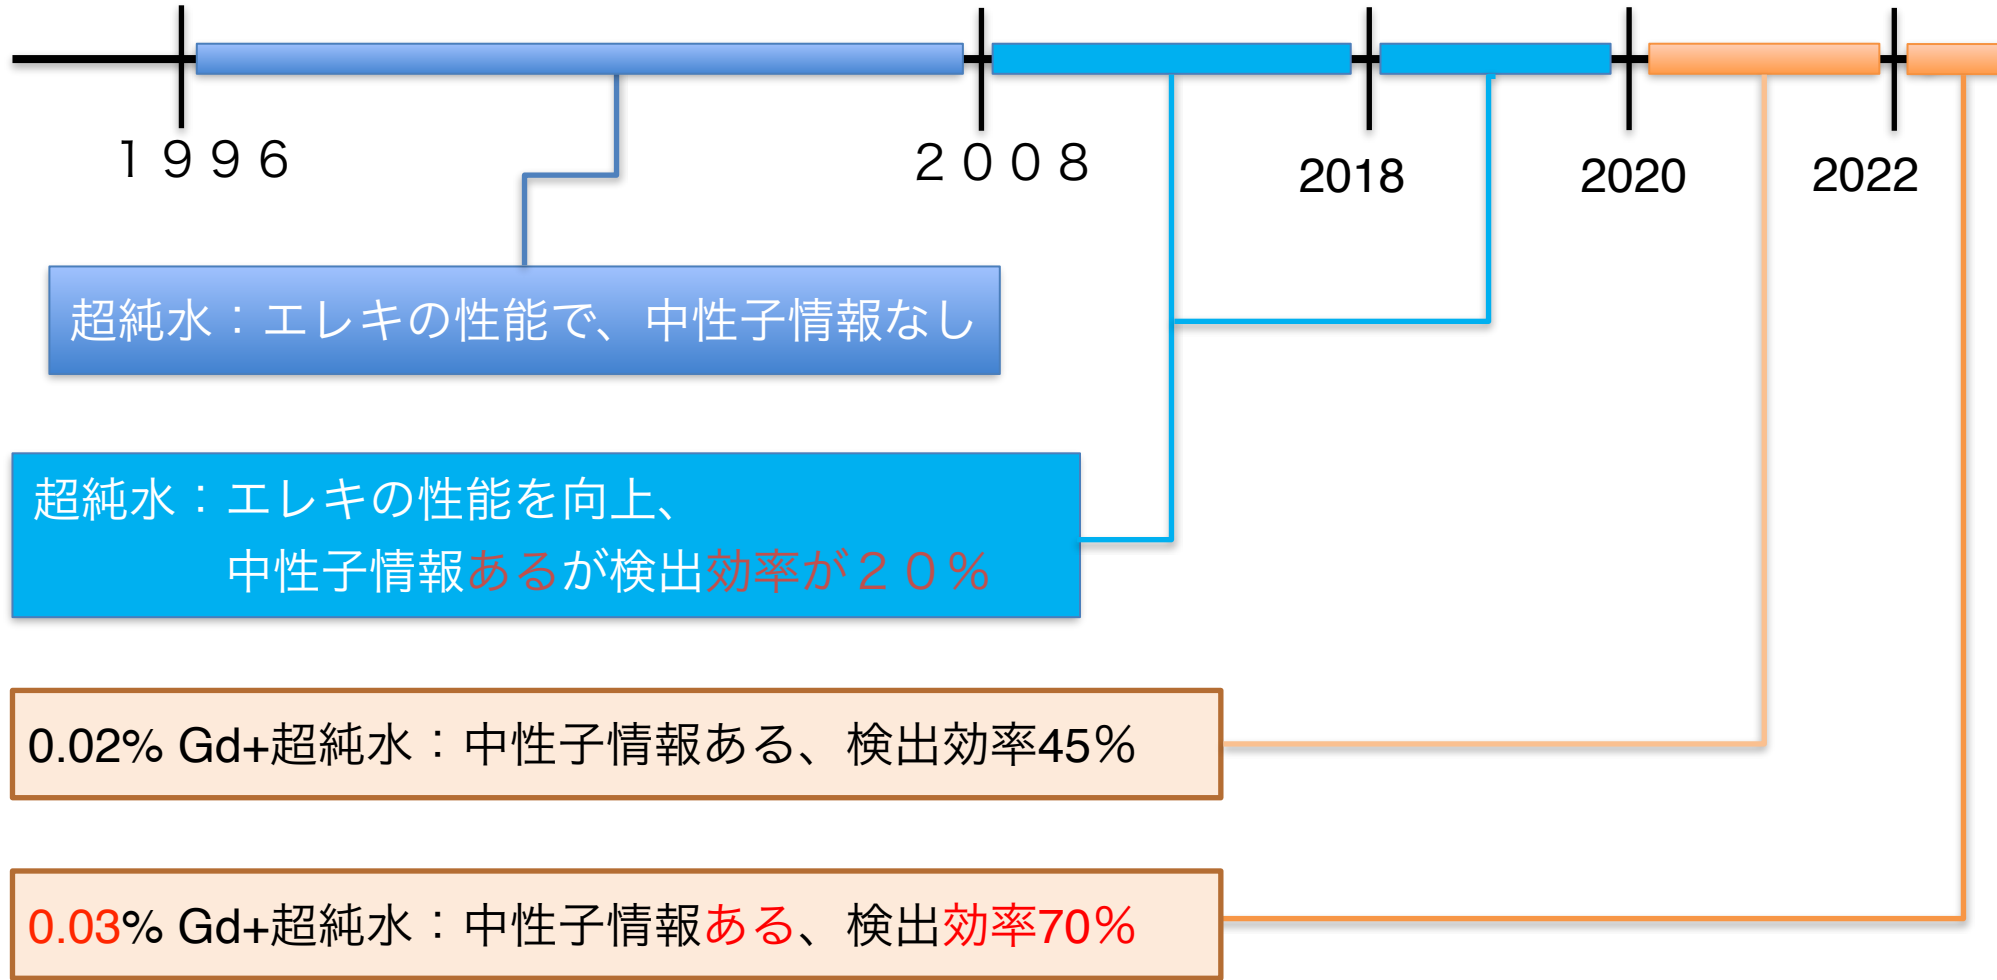 １９９６
２００８
2018
2020
2022
超純水：エレキの性能で、中性子情報なし
超純水：エレキの性能を向上、
中性子情報あるが検出効率が２０％
0.02% Gd+超純水：中性子情報ある、検出効率45%
0.03% Gd+超純水：中性子情報ある、検出効率70%